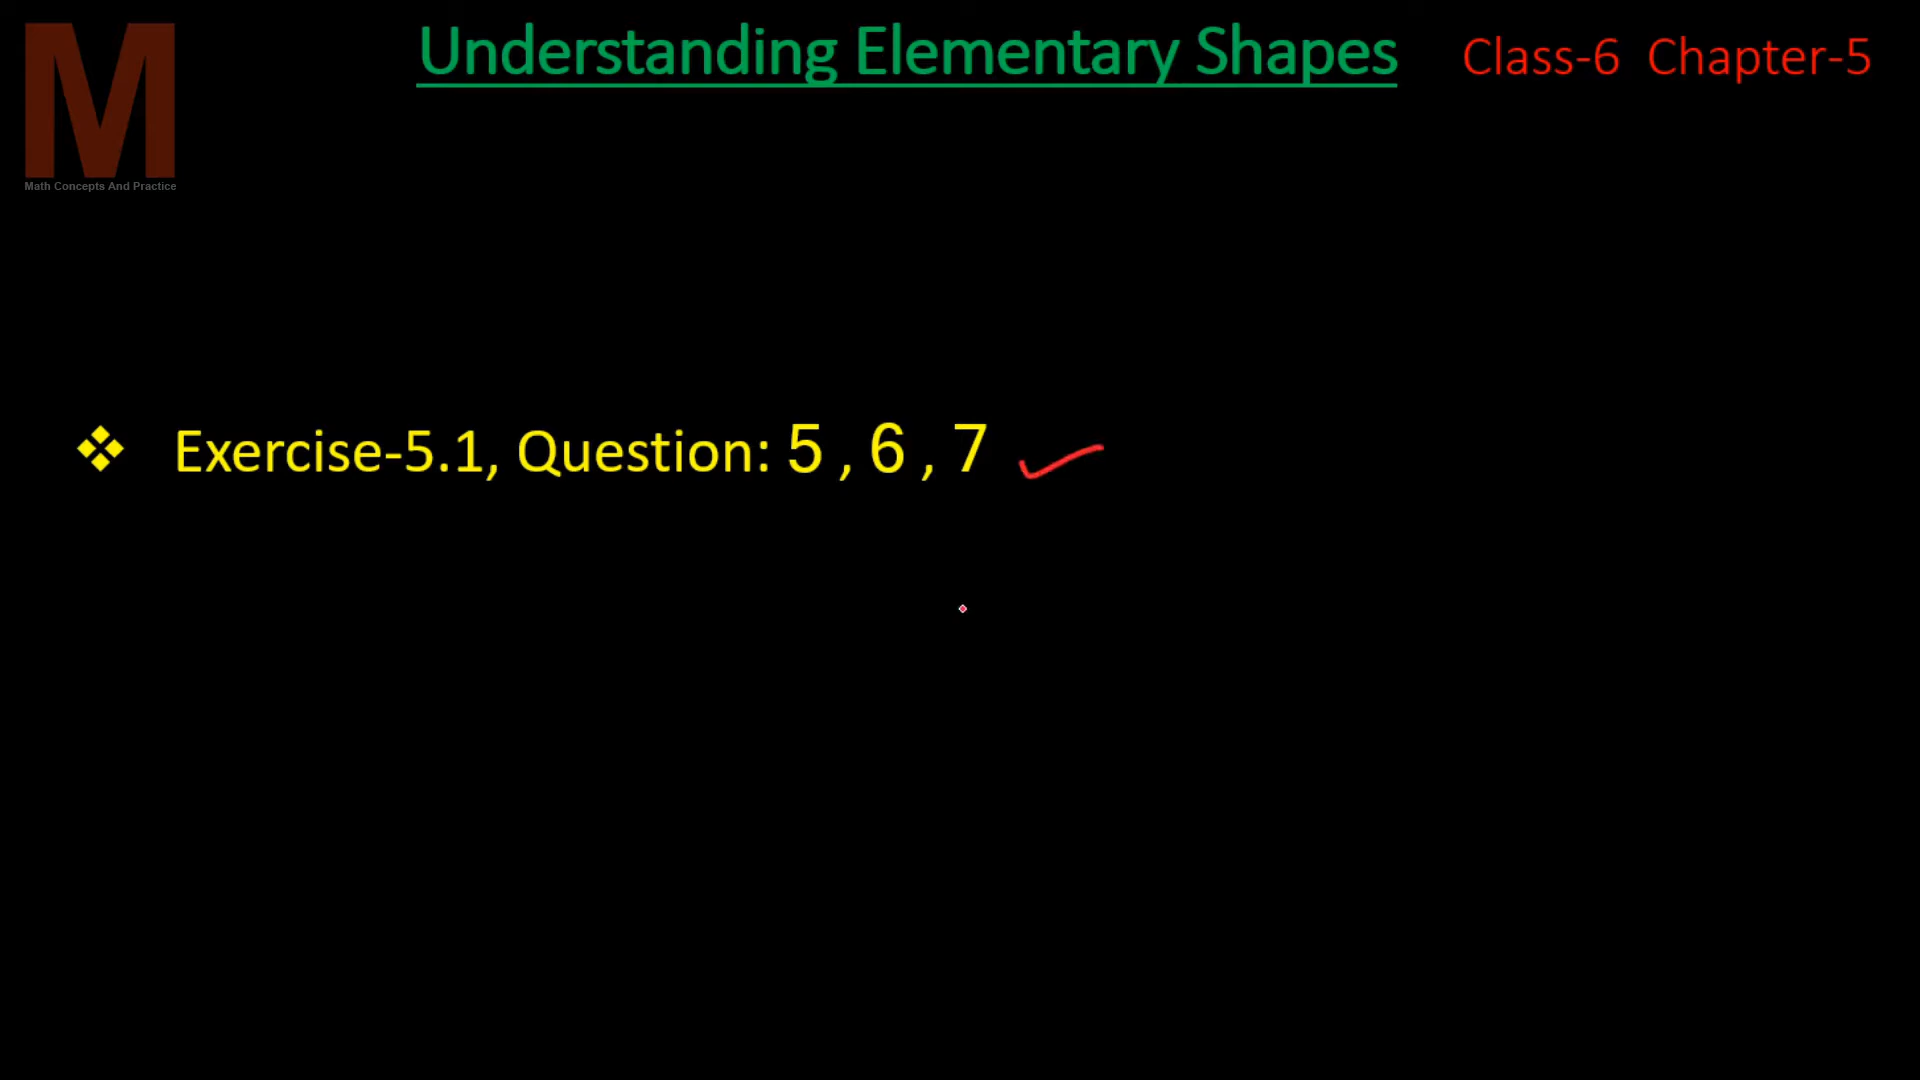 Understanding Elementary Shapes Class-6 Chapter-5
M
Math Concepts And Practice
❖ Exercise-5.1, Question: 5 , 6 , 7